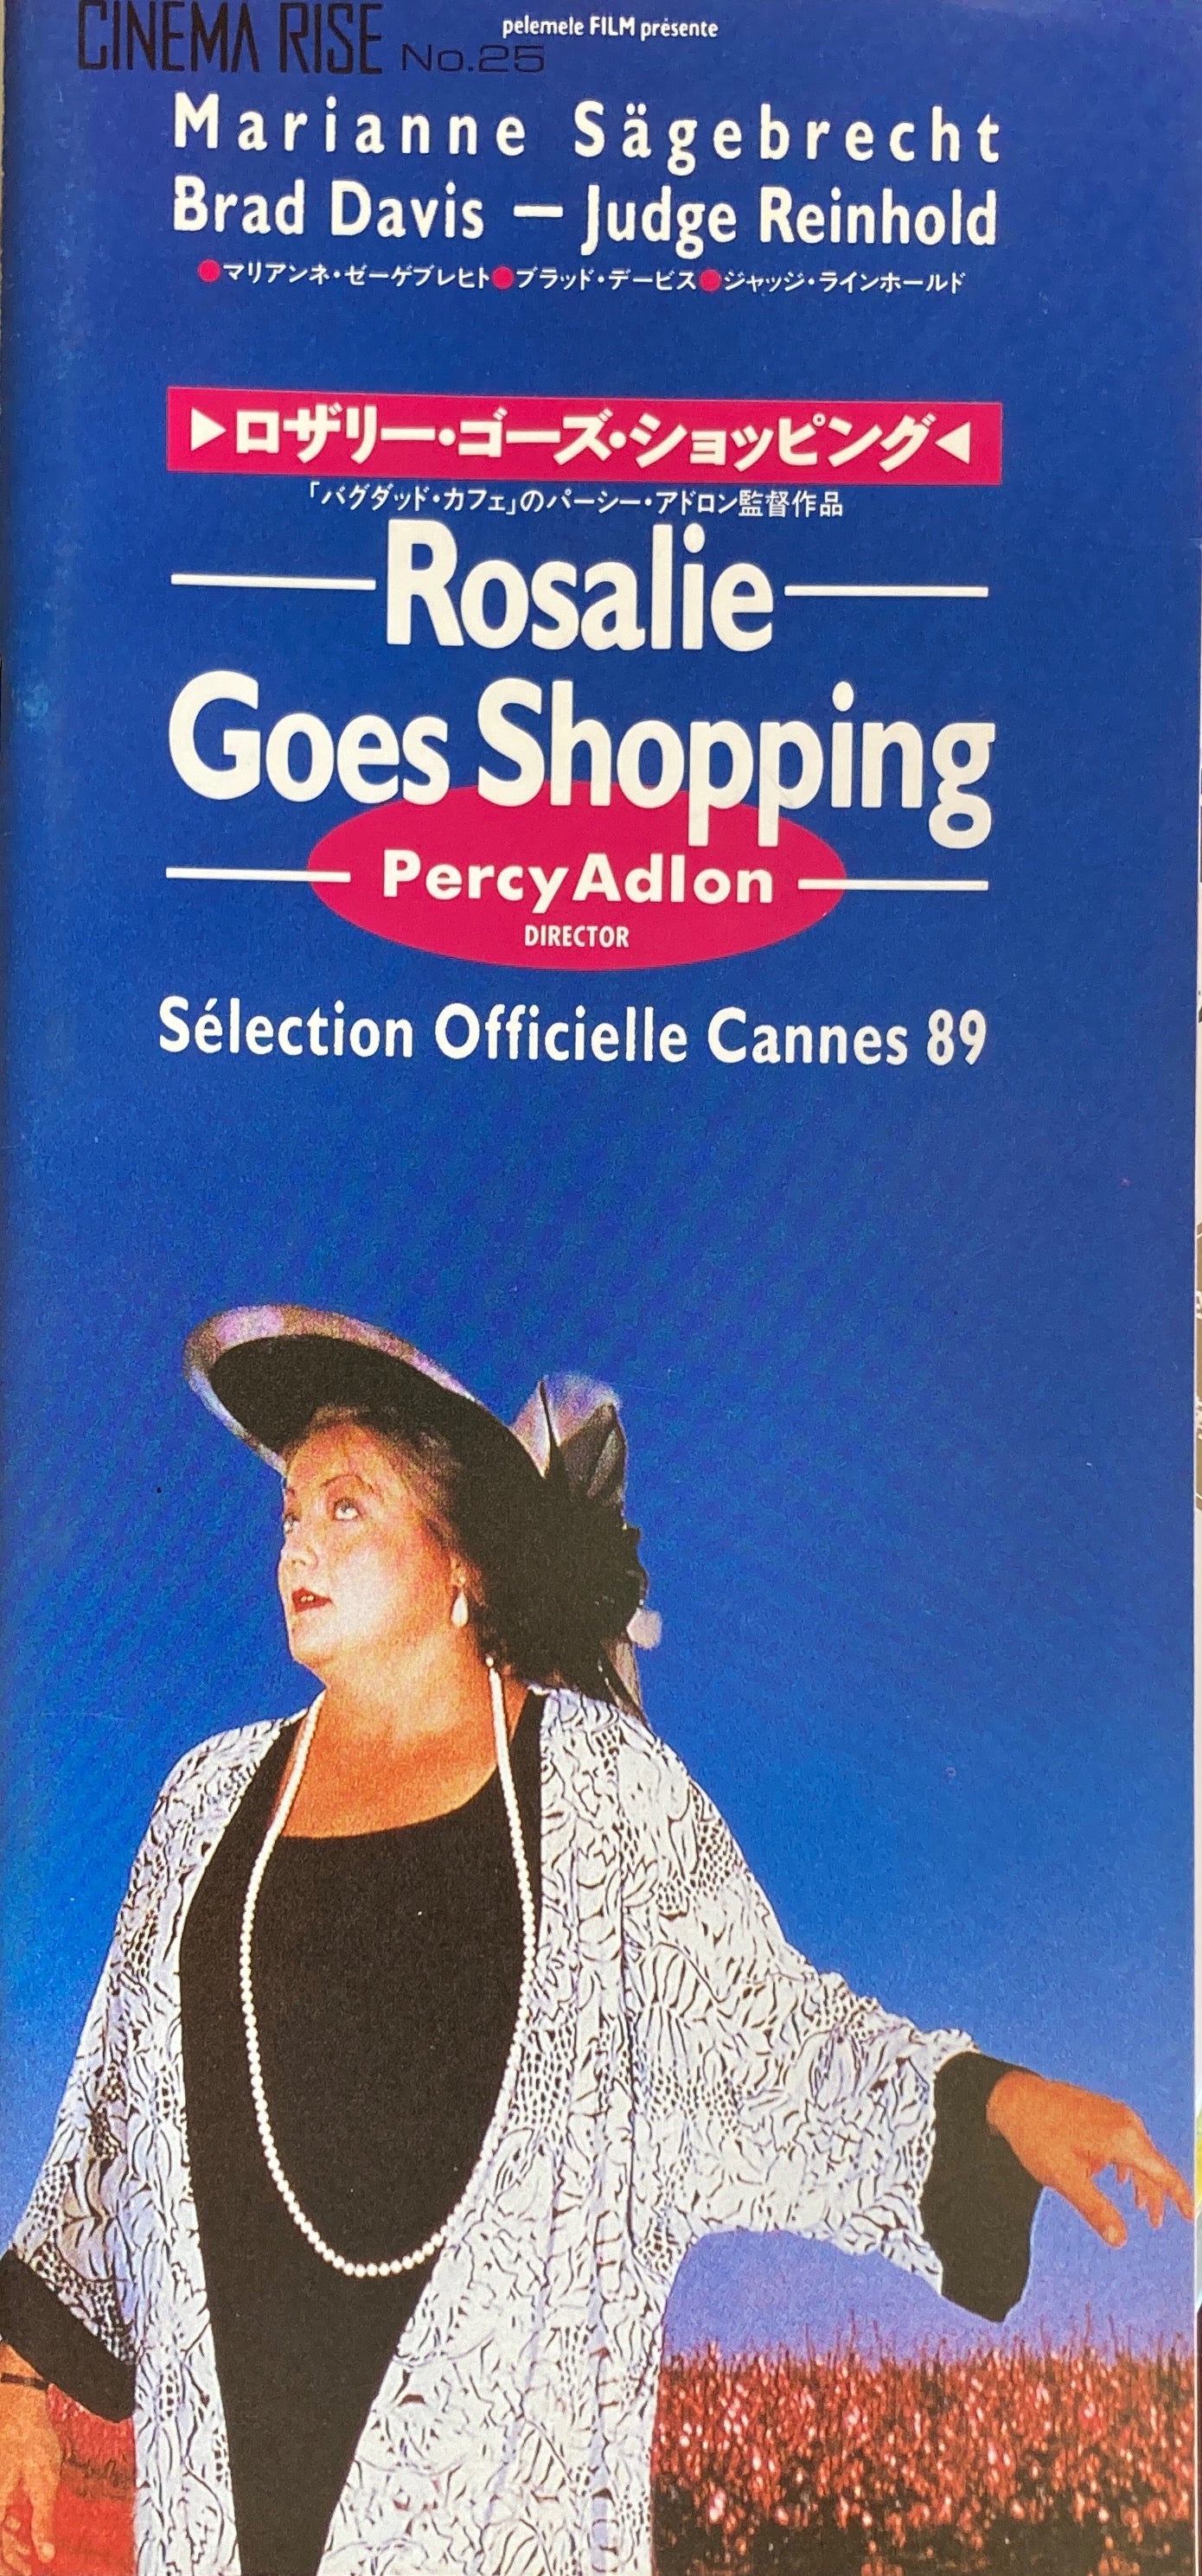 pelemele FILM présente
CINEMA RISE No.25
Marianne Sägebrecht
Brad Davis — Judge Reinhold
●マリアンネ・ゼーゲブレヒト●ブラッド・デービス●ジャッジ・ラインホールド
▶ロザリー・ゴーズ・ショッピング◀
「バグダッド・カフェ」のパーシー・アドロン監督作品
Rosalie
Goes Shopping
Percy Adlon
DIRECTOR
Sélection Officielle Cannes 89